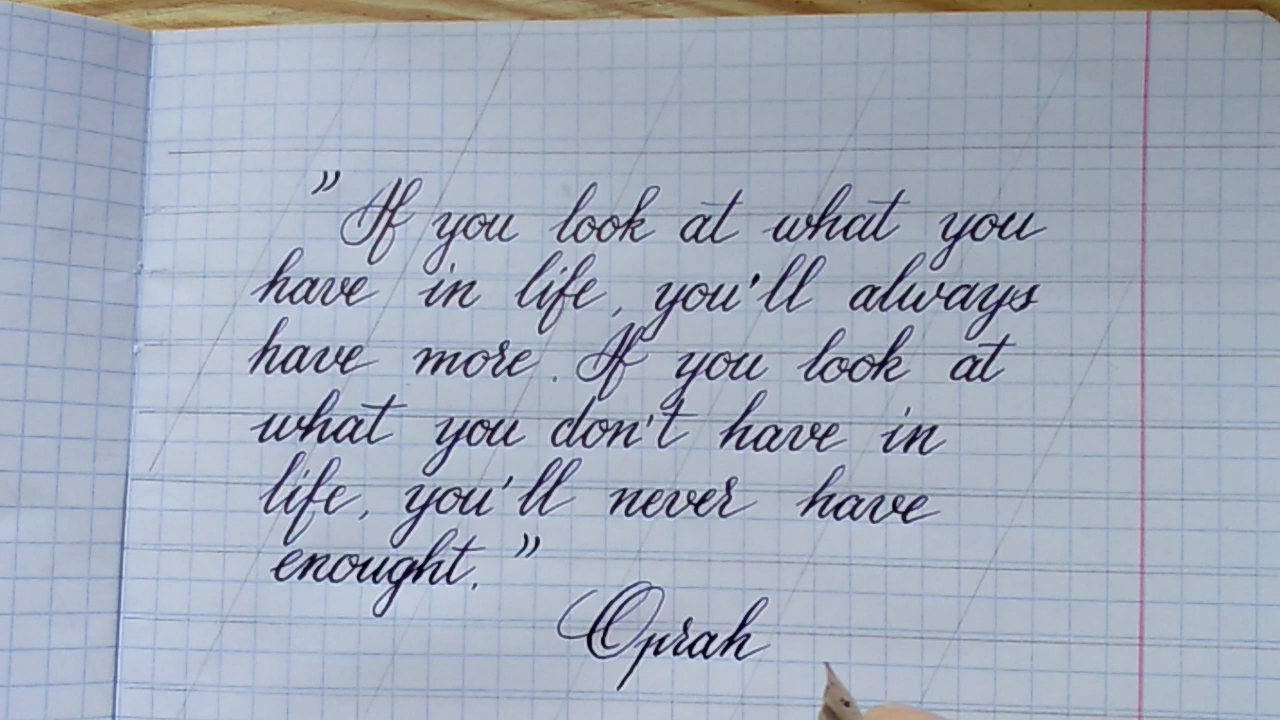 ”If you look at what you
have in life, you'll always
have more. If you look at
what you don't have in
life, you'll never have
enought.”
Oprah